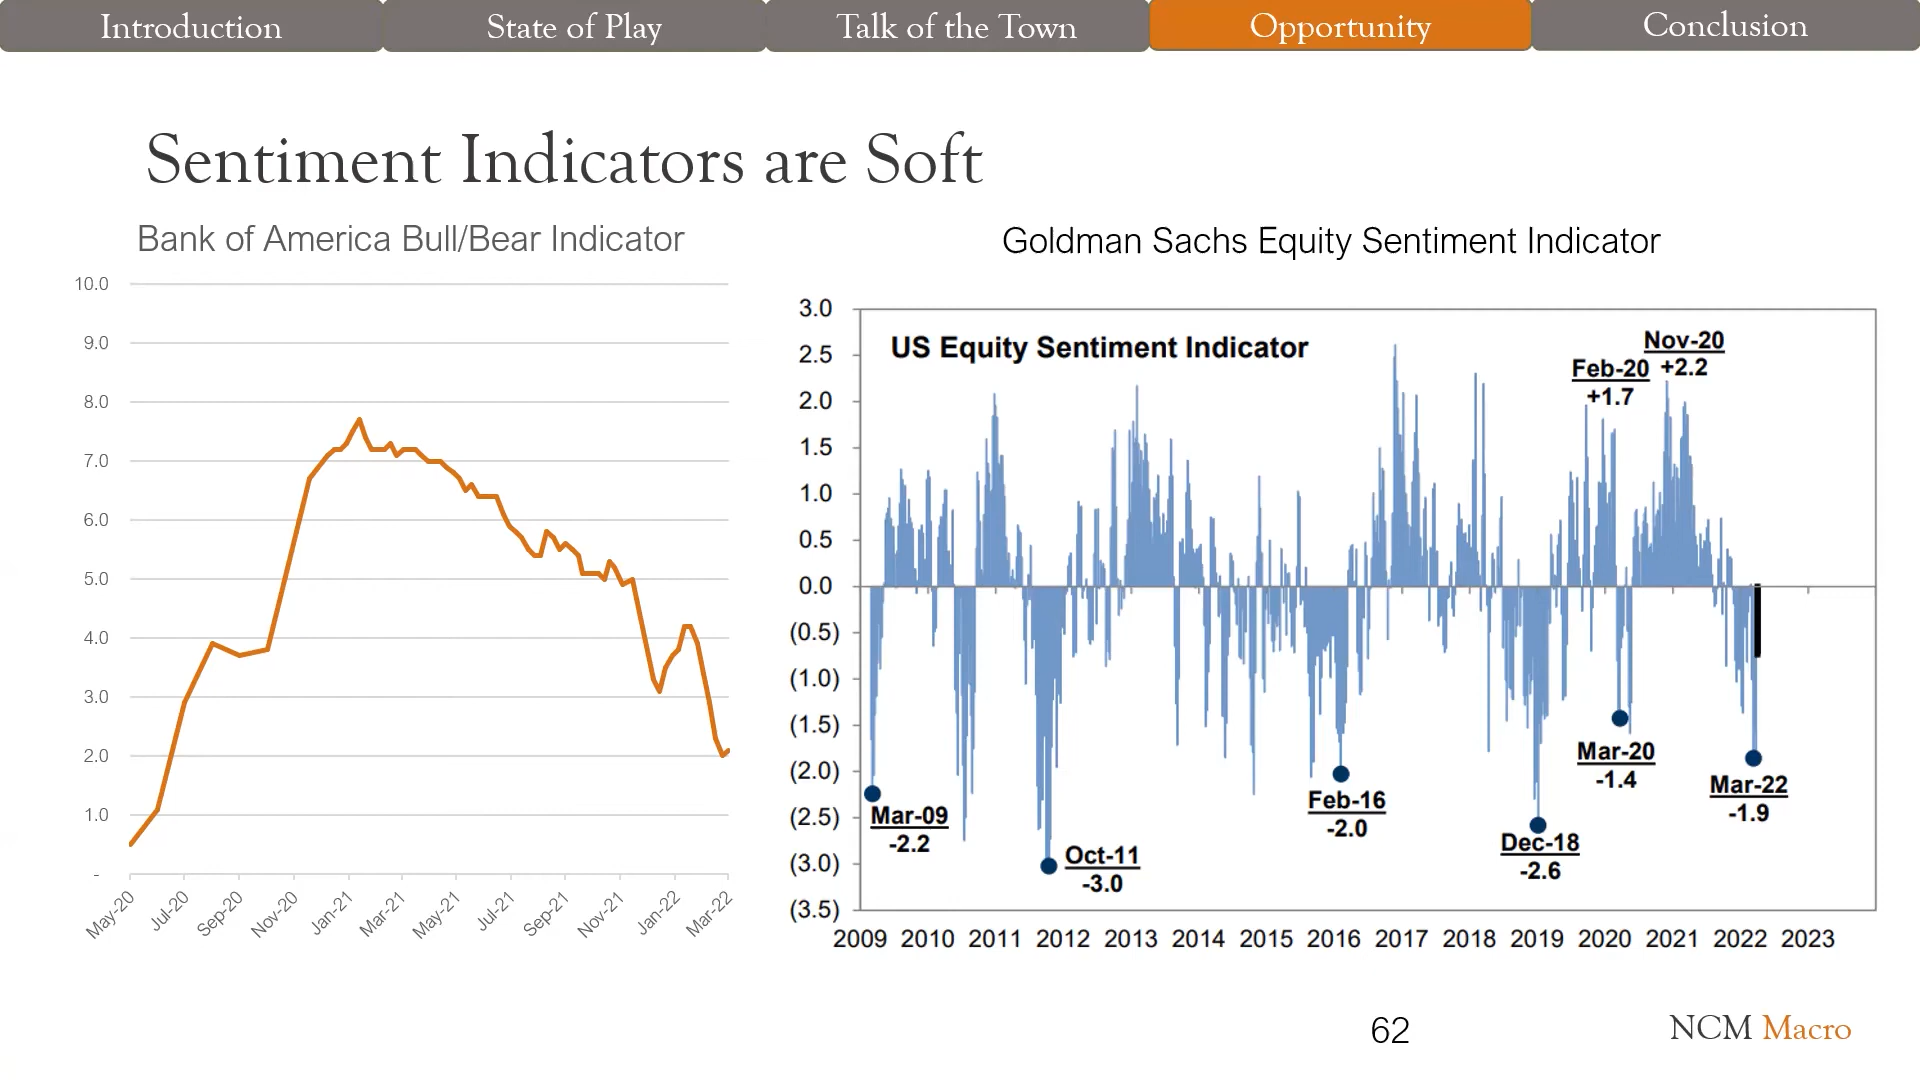 Introduction
State of Play
Talk of the Town
Opportunity
Conclusion
Sentiment Indicators are Soft
Bank of America Bull/Bear Indicator
10.0
9.0
8.0
7.0
6.0
5.0
4.0
3.0
2.0
1.0
-
May-20
Jul-20
Sep-20
Nov-20
Jan-21
Mar-21
May-21
Jul-21
Sep-21
Nov-21
Jan-22
Mar-22
Goldman Sachs Equity Sentiment Indicator
US Equity Sentiment Indicator
3.0
2.5
2.0
1.5
1.0
0.5
0.0
(0.5)
(1.0)
(1.5)
(2.0)
(2.5)
(3.0)
(3.5)
Mar-09
-2.2
Oct-11
-3.0
Feb-16
-2.0
Dec-18
-2.6
Feb-20
+1.7
Mar-20
-1.4
Nov-20
+2.2
Mar-22
-1.9
2009 2010 2011 2012 2013 2014 2015 2016 2017 2018 2019 2020 2021 2022 2023
62
NCM Macro